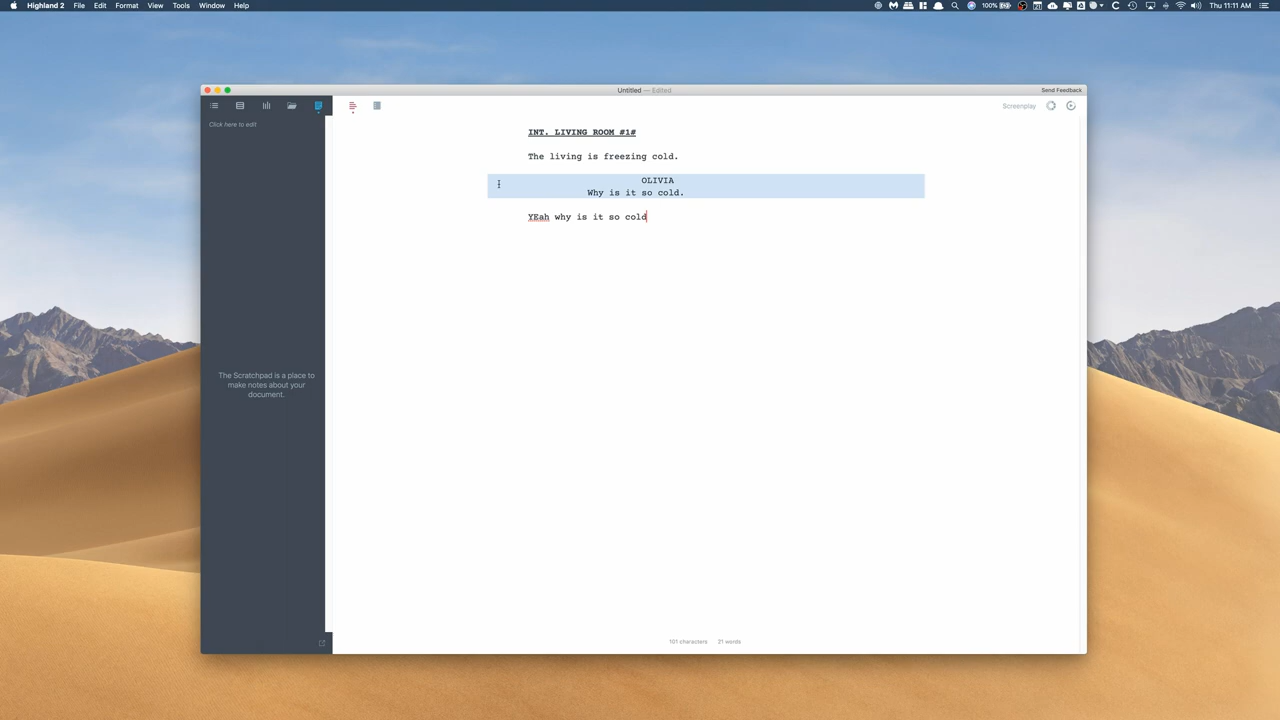 Highland 2 File Edit Format View Tools Window Help 100% Thu 11:11 AM
Untitled — Edited Send Feedback
Screenplay
Click here to edit
INT. LIVING ROOM #1#
The living is freezing cold.
OLIVIA
Why is it so cold.
YEah why is it so cold
The Scratchpad is a place to
make notes about your
document.
101 characters 21 words